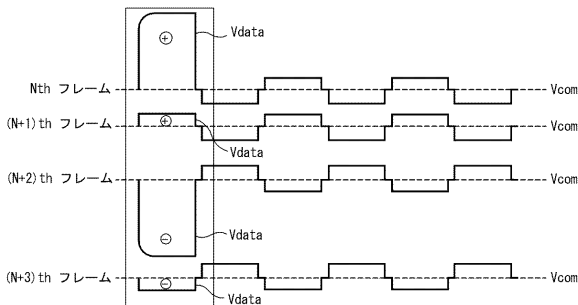 Vdata
⊕
Nth フレーム
Vcom
(N+1)th フレーム
⊕
Vcom
Vdata
(N+2)th フレーム
Vcom
⊖
Vdata
(N+3)th フレーム
⊖
Vcom
Vdata